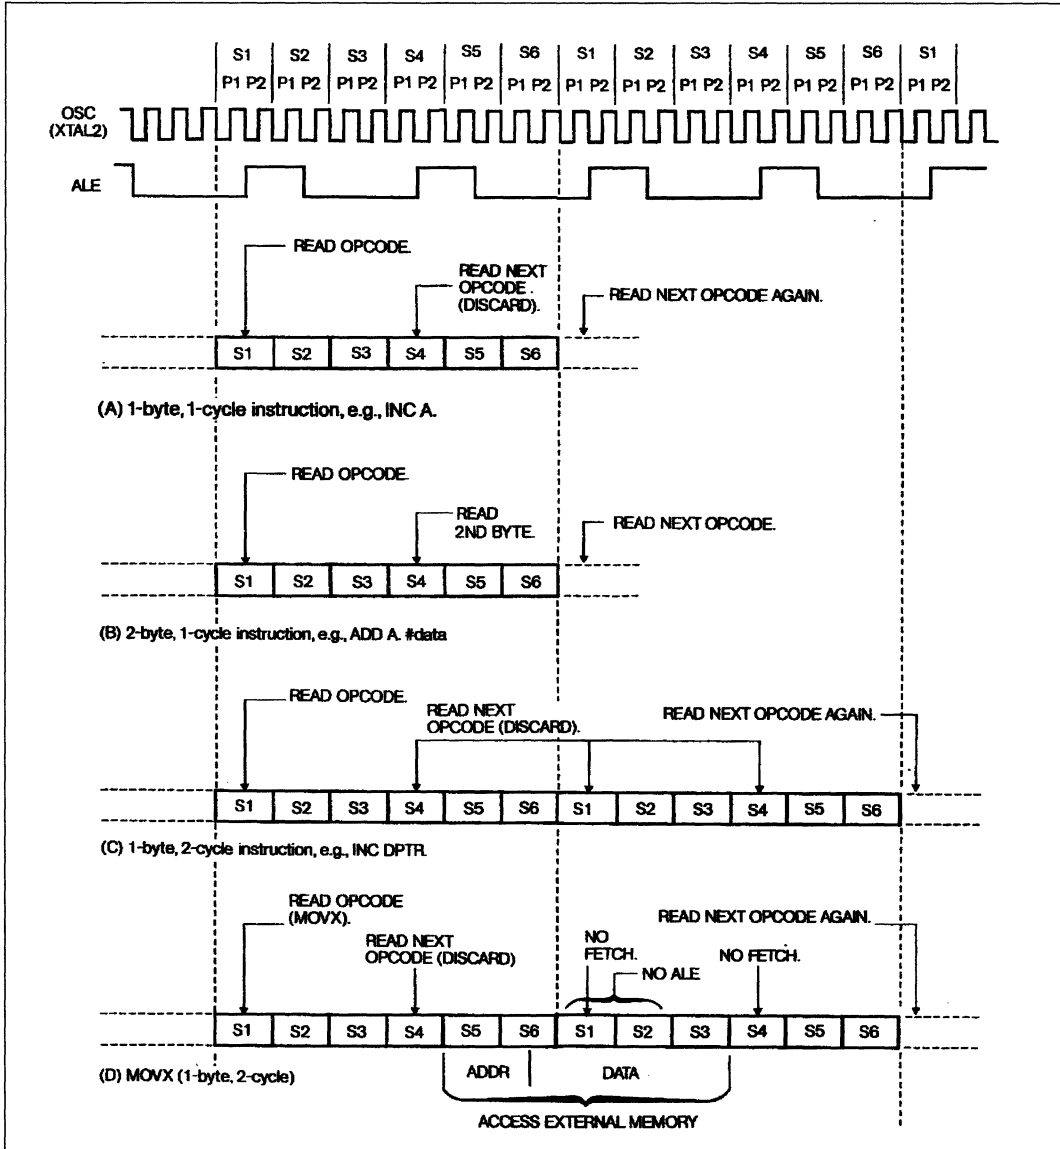 S1 S2 S3 S4 S5 S6 S1 S2 S3 S4 S5 S6 S1
P1 P2 P1 P2 P1 P2 P1 P2 P1 P2 P1 P2 P1 P2 P1 P2 P1 P2 P1 P2 P1 P2 P1 P2 P1 P2
OSC
(XTAL2)
ALE
READ OPCODE.
READ NEXT
OPCODE.
(DISCARD).
READ NEXT OPCODE AGAIN.
S1 S2 S3 S4 S5 S6
(A) 1-byte, 1-cycle instruction, e.g., INC A.
READ OPCODE.
READ
2ND BYTE.
READ NEXT OPCODE.
S1 S2 S3 S4 S5 S6
(B) 2-byte, 1-cycle instruction, e.g., ADD A. #data
READ OPCODE.
READ NEXT
OPCODE (DISCARD).
READ NEXT OPCODE AGAIN.
S1 S2 S3 S4 S5 S6 S1 S2 S3 S4 S5 S6
(C) 1-byte, 2-cycle instruction, e.g., INC DPTR.
READ OPCODE
(MOVX).
READ NEXT
OPCODE (DISCARD)
NO
FETCH.
NO ALE
NO FETCH.
READ NEXT OPCODE AGAIN.
S1 S2 S3 S4 S5 S6 S1 S2 S3 S4 S5 S6
(D) MOVX (1-byte, 2-cycle)
ADDR
DATA
ACCESS EXTERNAL MEMORY